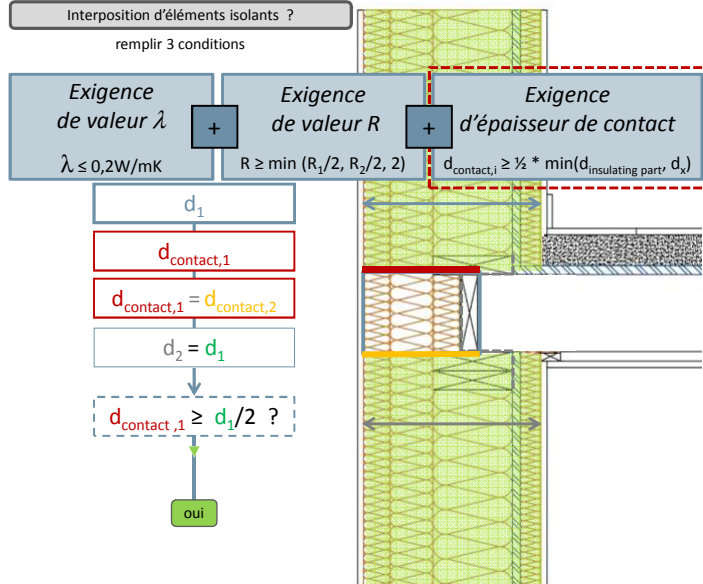 Interposition d'éléments isolants ?
remplir 3 conditions
Exigence
de valeur λ
λ ≤ 0,2W/mK
+
Exigence
de valeur R
R ≥ min (R1/2, R2/2, 2)
+
Exigence
d'épaisseur de contact
dcontact,i ≥ ½ * min(dinsulating part, dx)
d1
dcontact,1
dcontact,1 = dcontact,2
d2 = d1
dcontact ,1 ≥ d1/2 ?
oui